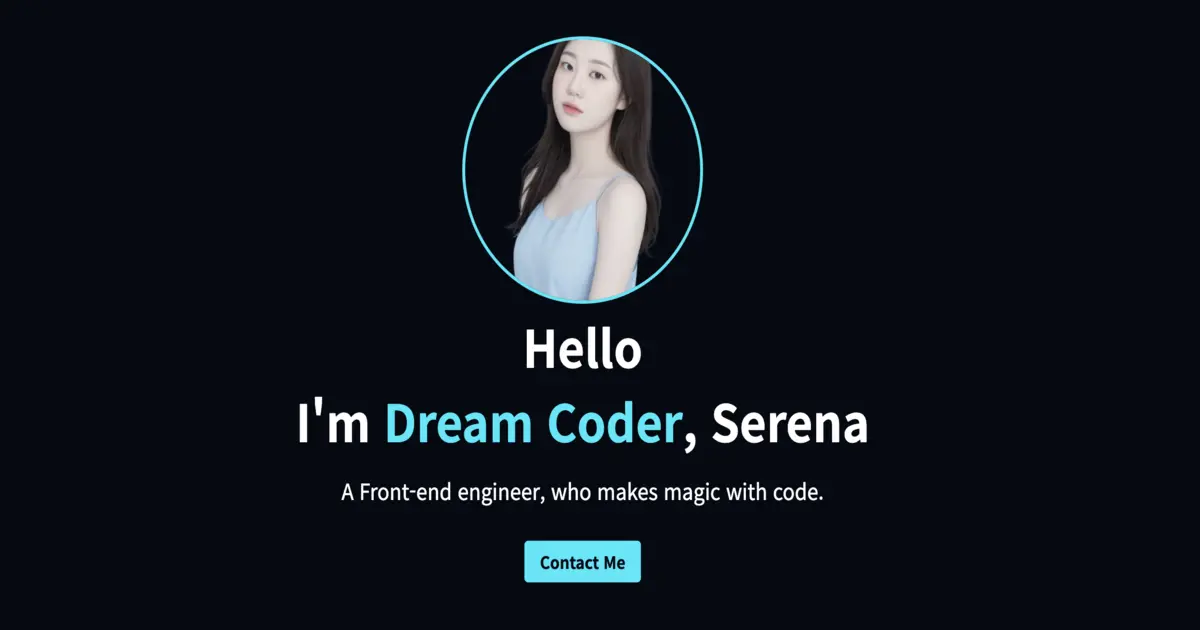 Hello
I'm Dream Coder, Serena
A Front-end engineer, who makes magic with code.
Contact Me